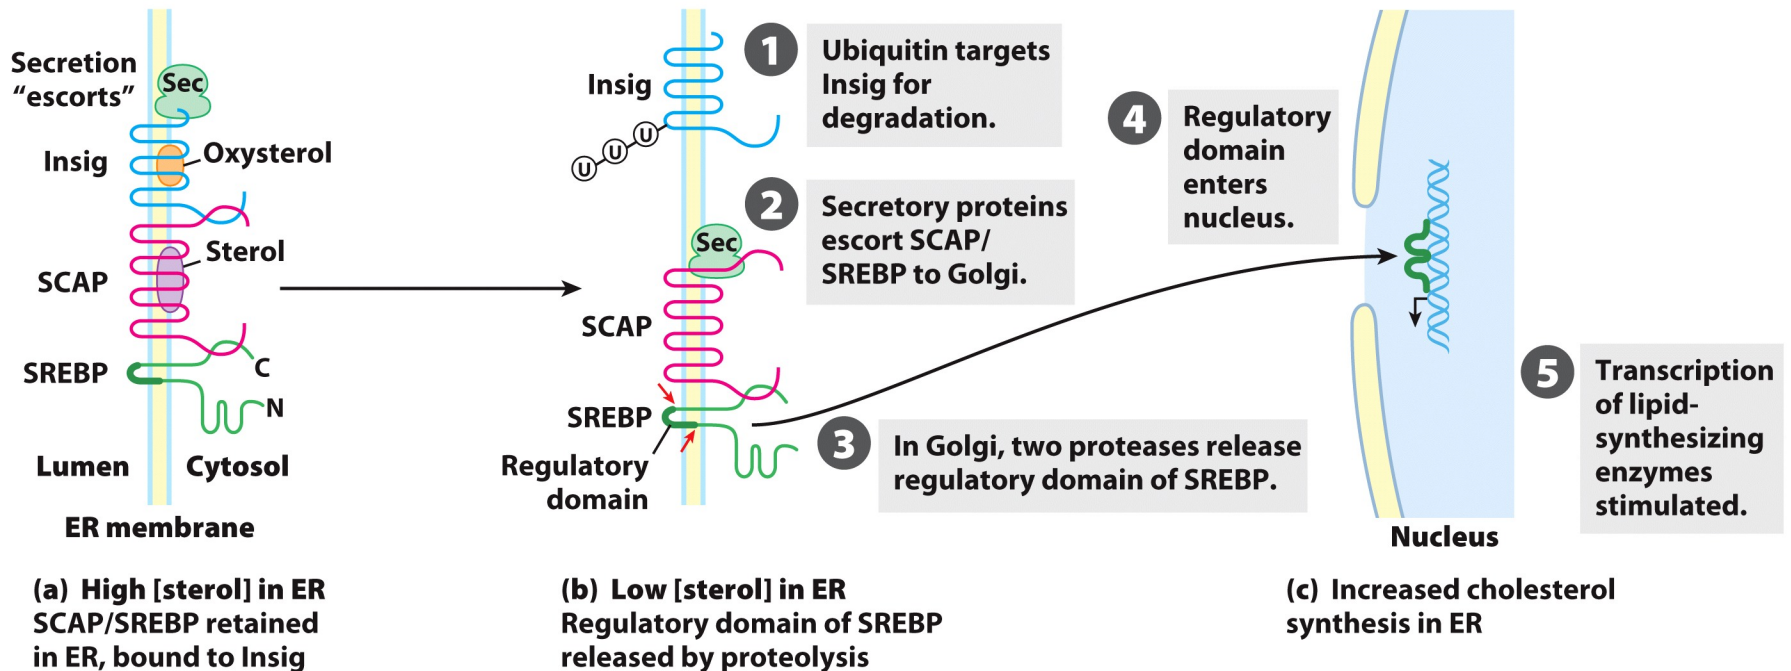 Secretion
“escorts”
Sec
Insig
Oxysterol
Sterol
SCAP
SREBP
C
N
Lumen
Cytosol
ER membrane
(a) High [sterol] in ER
SCAP/SREBP retained
in ER, bound to Insig
Insig
U
U
U
1
Ubiquitin targets
Insig for
degradation.
2
Secretory proteins
escort SCAP/
SREBP to Golgi.
Sec
SCAP
SREBP
Regulatory
domain
3
In Golgi, two proteases release
regulatory domain of SREBP.
(b) Low [sterol] in ER
Regulatory domain of SREBP
released by proteolysis
4
Regulatory
domain
enters
nucleus.
5
Transcription
of lipid-
synthesizing
enzymes
stimulated.
Nucleus
(c) Increased cholesterol
synthesis in ER